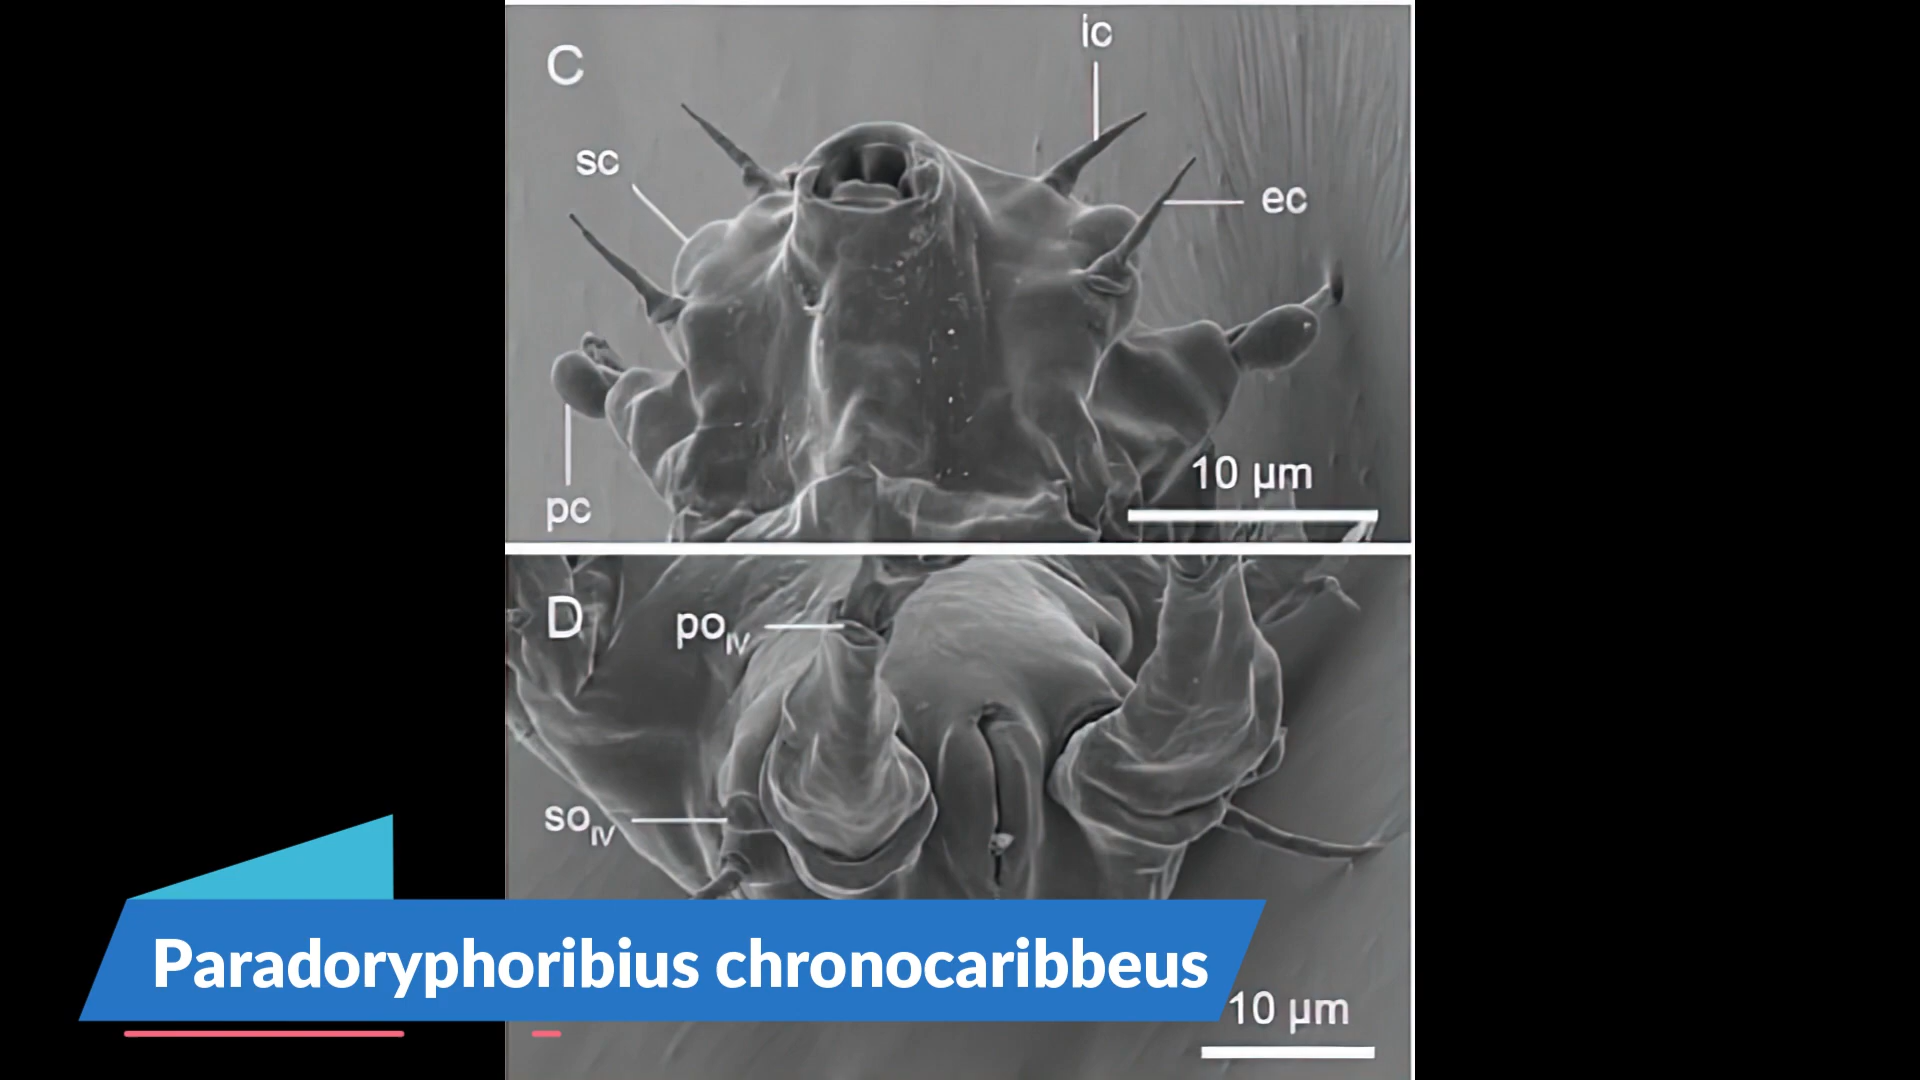 C
ic
sc
ec
10 µm
pc
D
poIV
soIV
Paradoryphoribius chronocaribbeus
10 µm